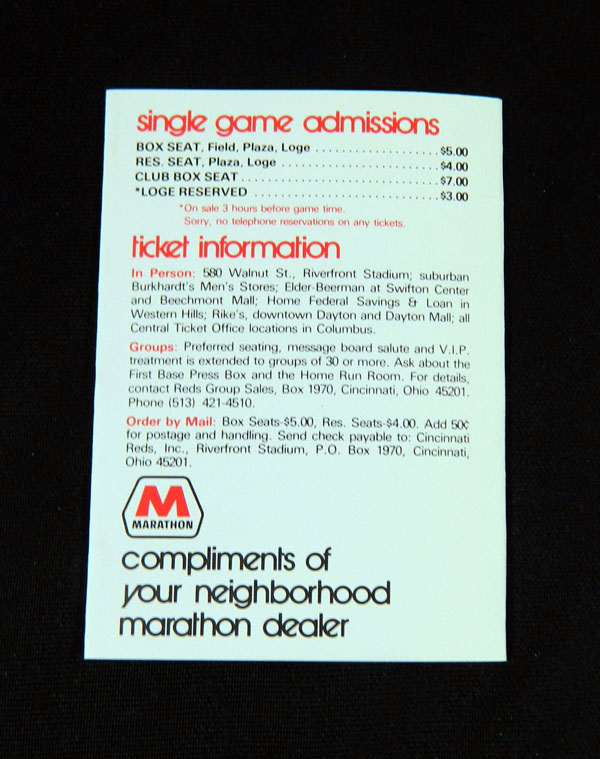 single game admissions
BOX SEAT, Field, Plaza, Loge ...................$5.00
RES. SEAT, Plaza, Loge .........................$4.00
CLUB BOX SEAT..................................$7.00
*LOGE RESERVED ..............................$3.00
*On sale 3 hours before game time.
Sorry, no telephone reservations on any tickets.
ticket information
In Person: 580 Walnut St., Riverfront Stadium; suburban
Burkhardt's Men's Stores; Elder-Beerman at Swifton Center
and Beechmont Mall; Home Federal Savings & Loan in
Western Hills; Rike's, downtown Dayton and Dayton Mall; all
Central Ticket Office locations in Columbus.
Groups: Preferred seating, message board salute and V.I.P.
treatment is extended to groups of 30 or more. Ask about the
First Base Press Box and the Home Run Room. For details,
contact Reds Group Sales, Box 1970, Cincinnati, Ohio 45201.
Phone (513) 421-4510.
Order by Mail: Box Seats-$5.00, Res. Seats-$4.00. Add 50¢
for postage and handling. Send check payable to: Cincinnati
Reds, Inc., Riverfront Stadium, P.O. Box 1970, Cincinnati,
Ohio 45201.
M
MARATHON
compliments of
your neighborhood
marathon dealer